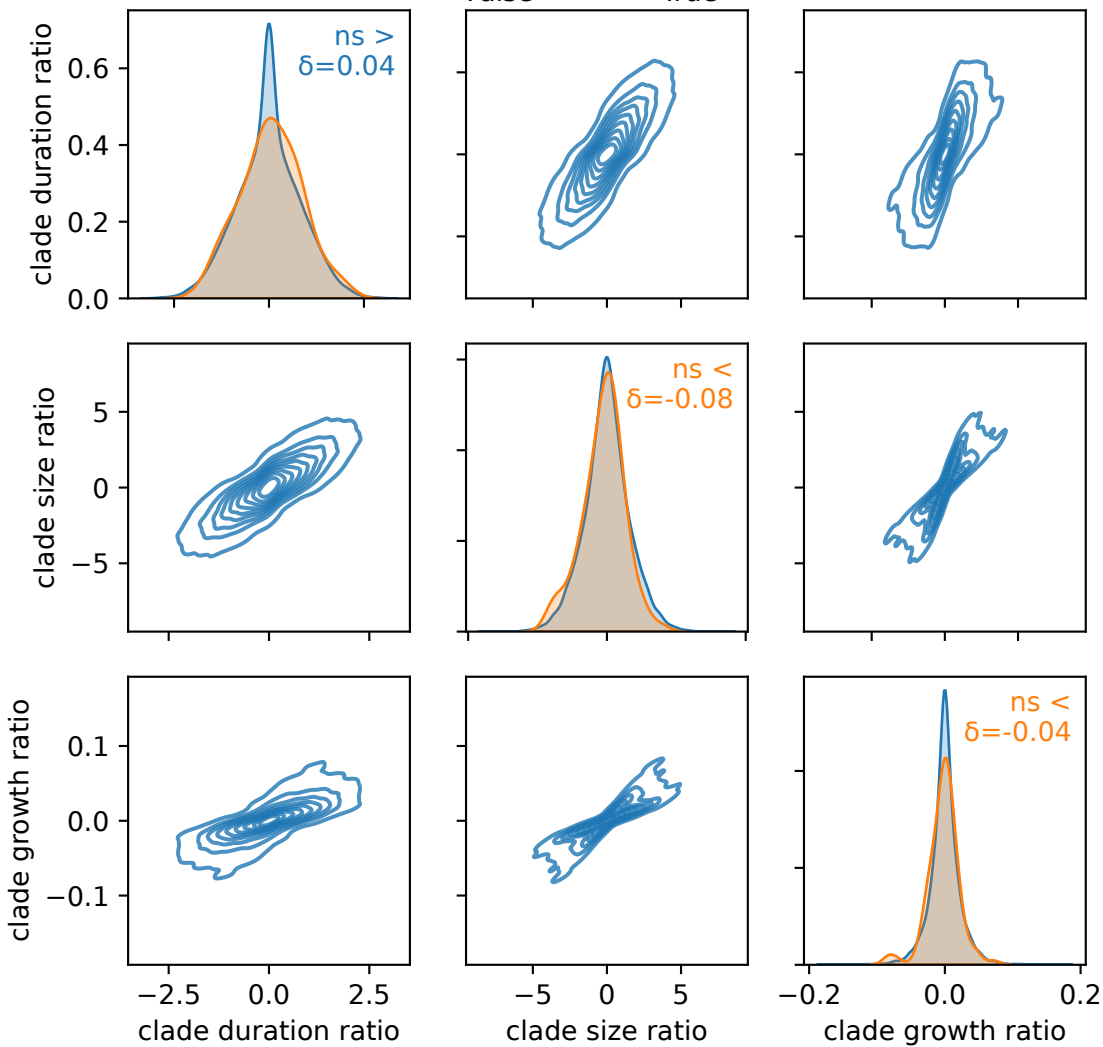 clade duration ratio
0.6
0.4
0.2
0.0
ns >
δ=0.04
clade size ratio
5
0
−5
ns <
δ=-0.08
clade growth ratio
0.1
0.0
−0.1
ns <
δ=-0.04
−2.5 0.0 2.5
−5 0 5
−0.2 0.0 0.2
clade duration ratio
clade size ratio
clade growth ratio